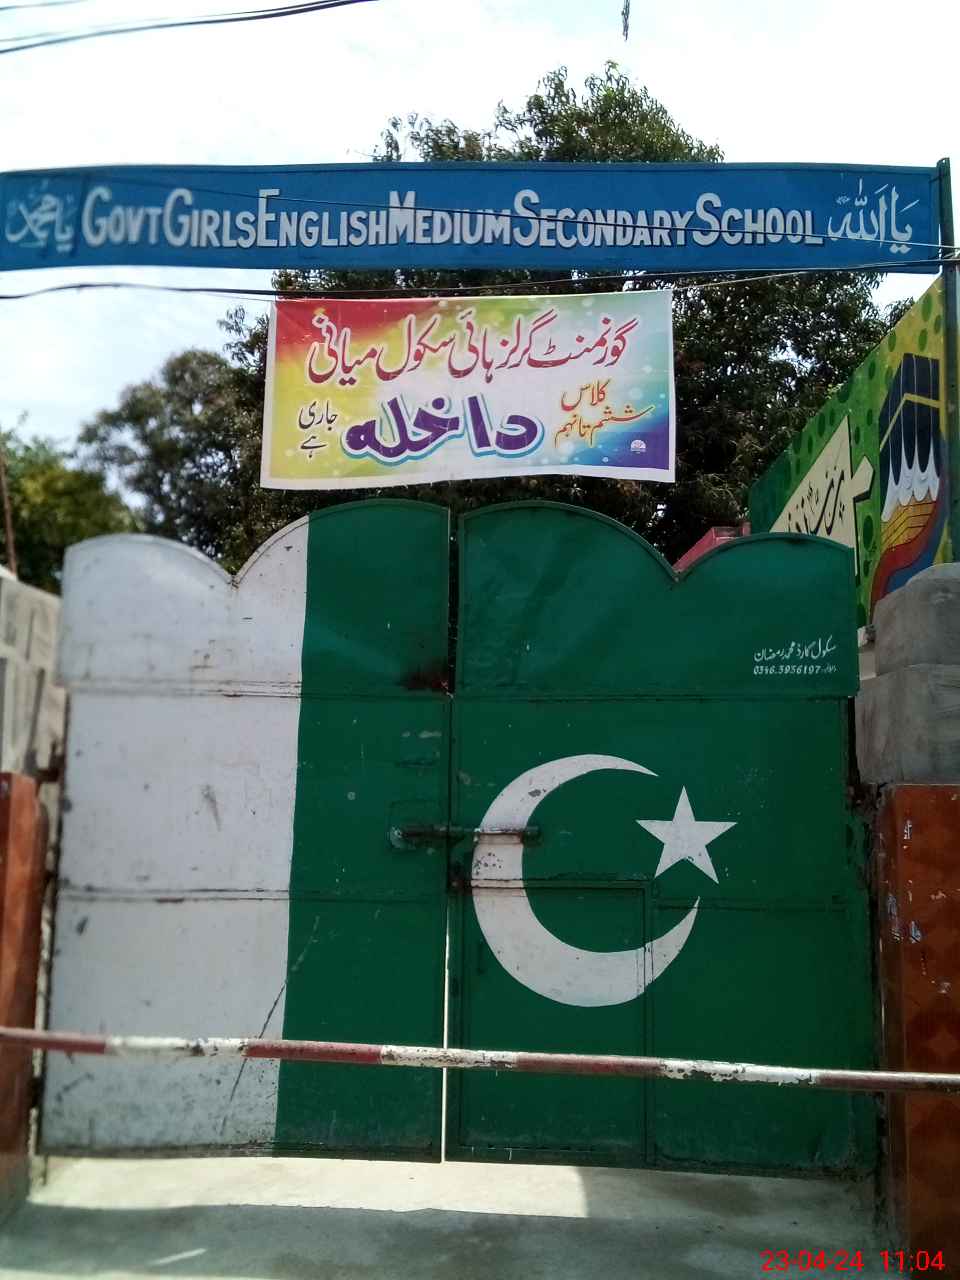 یا محمد GOVT GIRLS ENGLISH MEDIUM SECONDARY SCHOOL یا اللہ
گورنمنٹ گرلز ہائی سکول میانی
کلاس
ششم تا نہم
داخلہ
جاری
ہے
سکول گارڈ محمد رمضان
0346.5956197
23-04-24 11:04